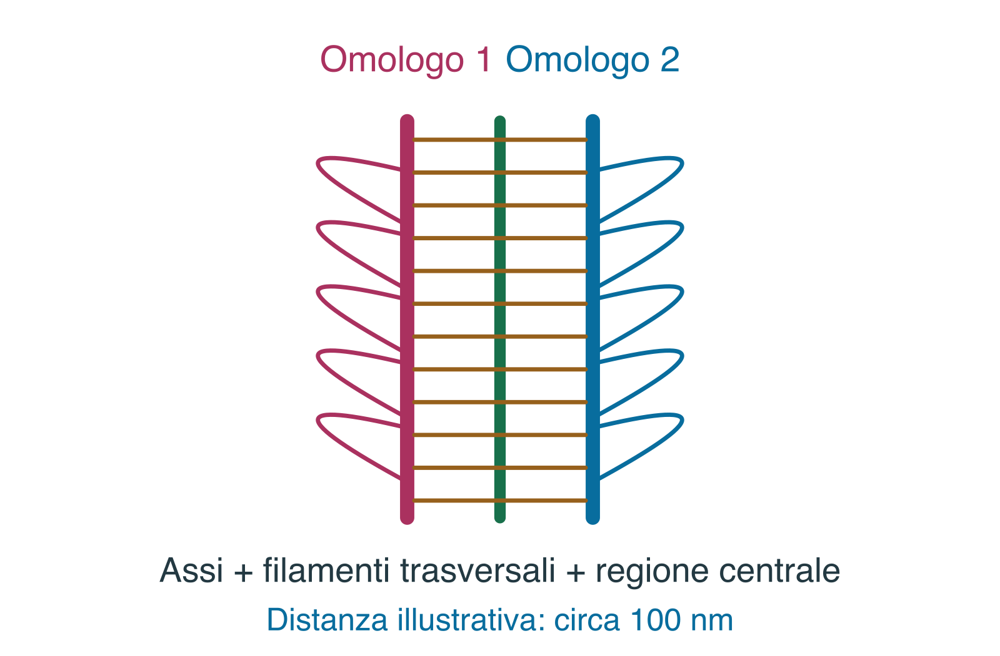 Omologo 1 Omologo 2
Assi + filamenti trasversali + regione centrale
Distanza illustrativa: circa 100 nm